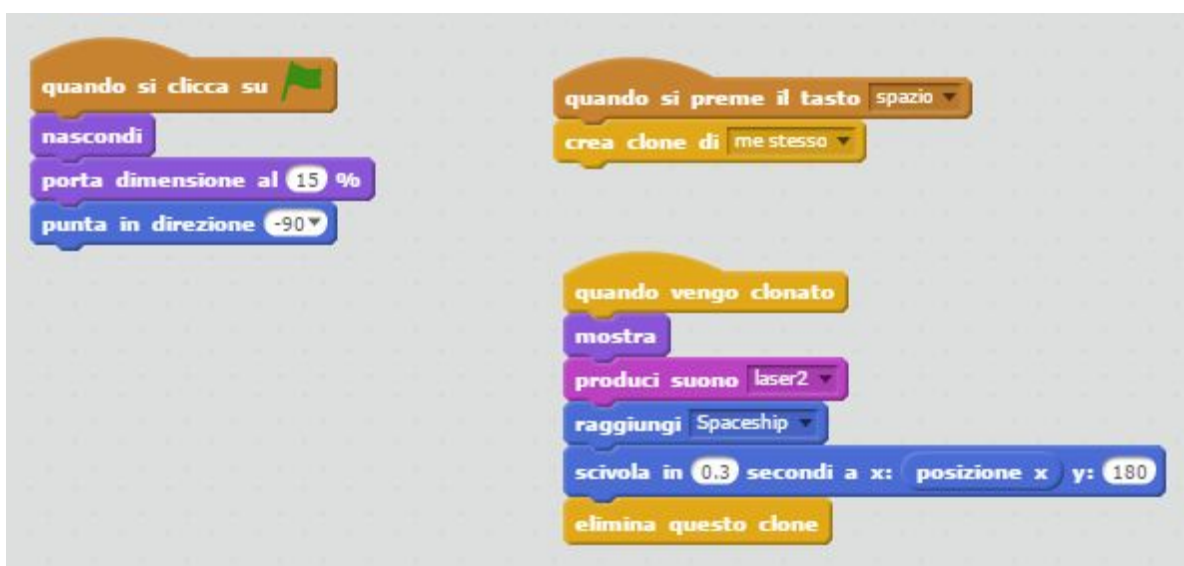 quando si clicca su
nascondi
porta dimensione al 15 %
punta in direzione -90
quando si preme il tasto spazio
crea clone di me stesso
quando vengo clonato
mostra
produci suono laser2
raggiungi Spaceship
scivola in 0.3 secondi a x: posizione x y: 180
elimina questo clone